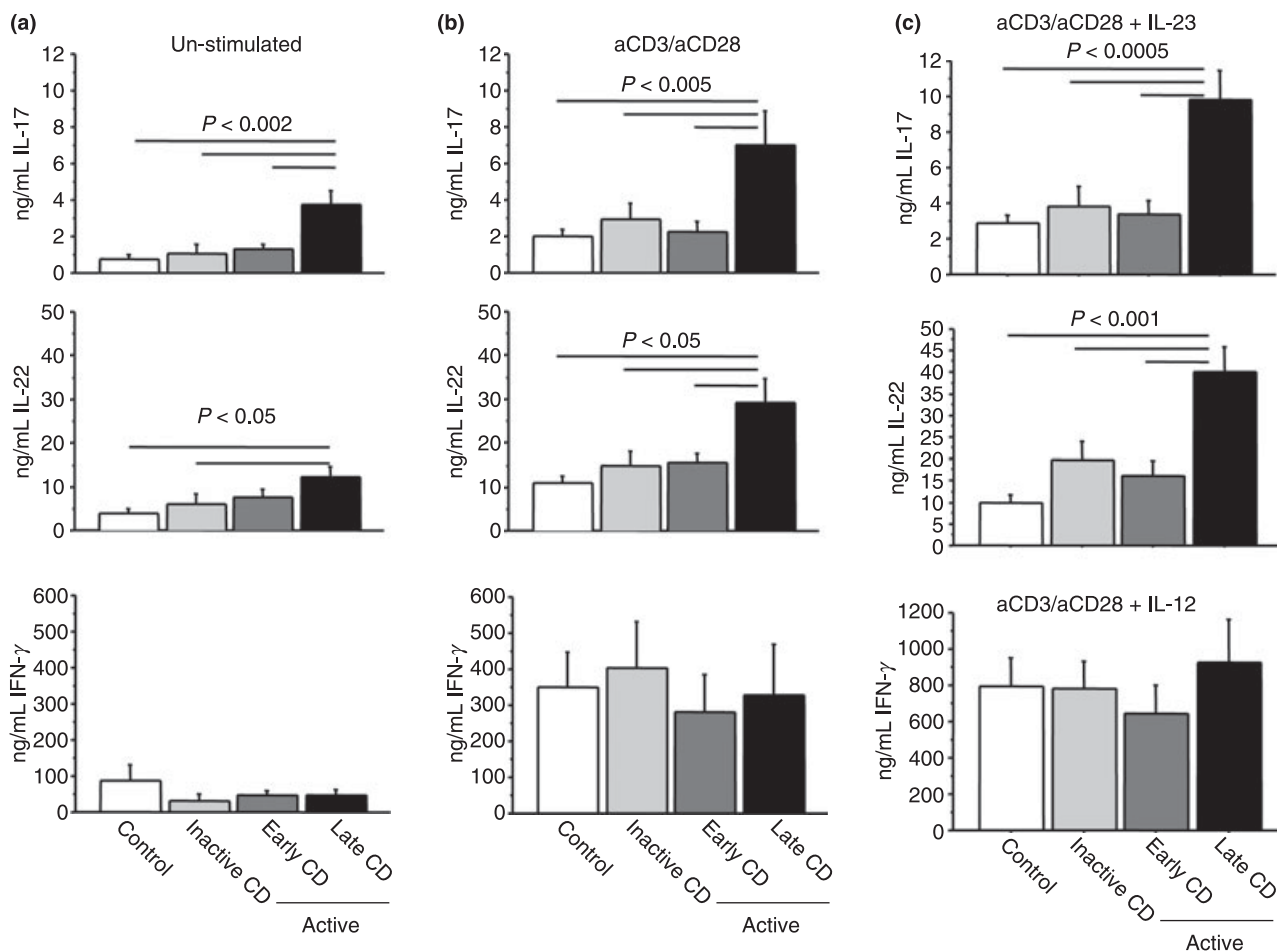 (a)
Un-stimulated
ng/mL IL-17
12
10
8
6
4
2
0
P < 0.002
ng/mL IL-22
50
40
30
20
10
0
P < 0.05
ng/mL IFN-γ
600
500
400
300
200
100
0
Control
Inactive CD
Early CD
Late CD
Active
(b)
aCD3/aCD28
ng/mL IL-17
12
10
8
6
4
2
0
P < 0.005
ng/mL IL-22
50
40
30
20
10
0
P < 0.05
ng/mL IFN-γ
600
500
400
300
200
100
0
Control
Inactive CD
Early CD
Late CD
Active
(c)
aCD3/aCD28 + IL-23
ng/mL IL-17
12
10
8
6
4
2
0
P < 0.0005
ng/mL IL-22
50
45
40
35
30
25
20
15
10
5
0
P < 0.001
aCD3/aCD28 + IL-12
ng/mL IFN-γ
1200
1000
800
600
400
200
0
Control
Inactive CD
Early CD
Late CD
Active